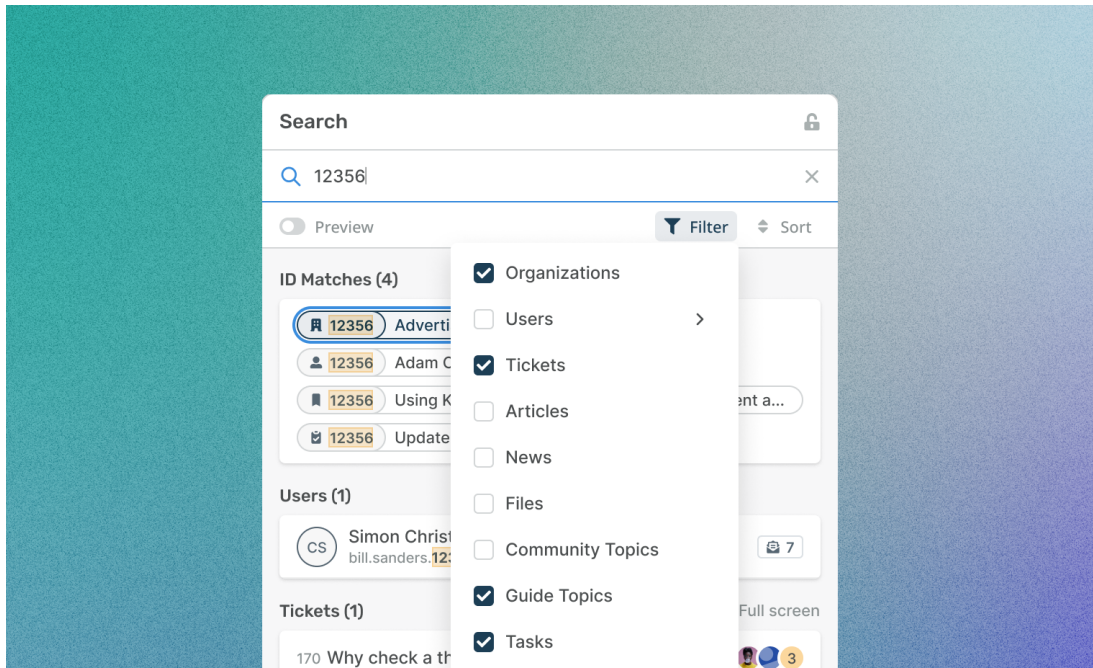 Search
12356
Preview
Filter
Sort
Organizations
Users
Tickets
Articles
News
Files
Community Topics
Guide Topics
Tasks
ID Matches (4)
12356 Adverti
12356 Adam
12356 Using ent a...
12356 Update
Users (1)
CS
Simon Christ
bill.sanders.12
7
Tickets (1)
Full screen
170 Why check a th
3